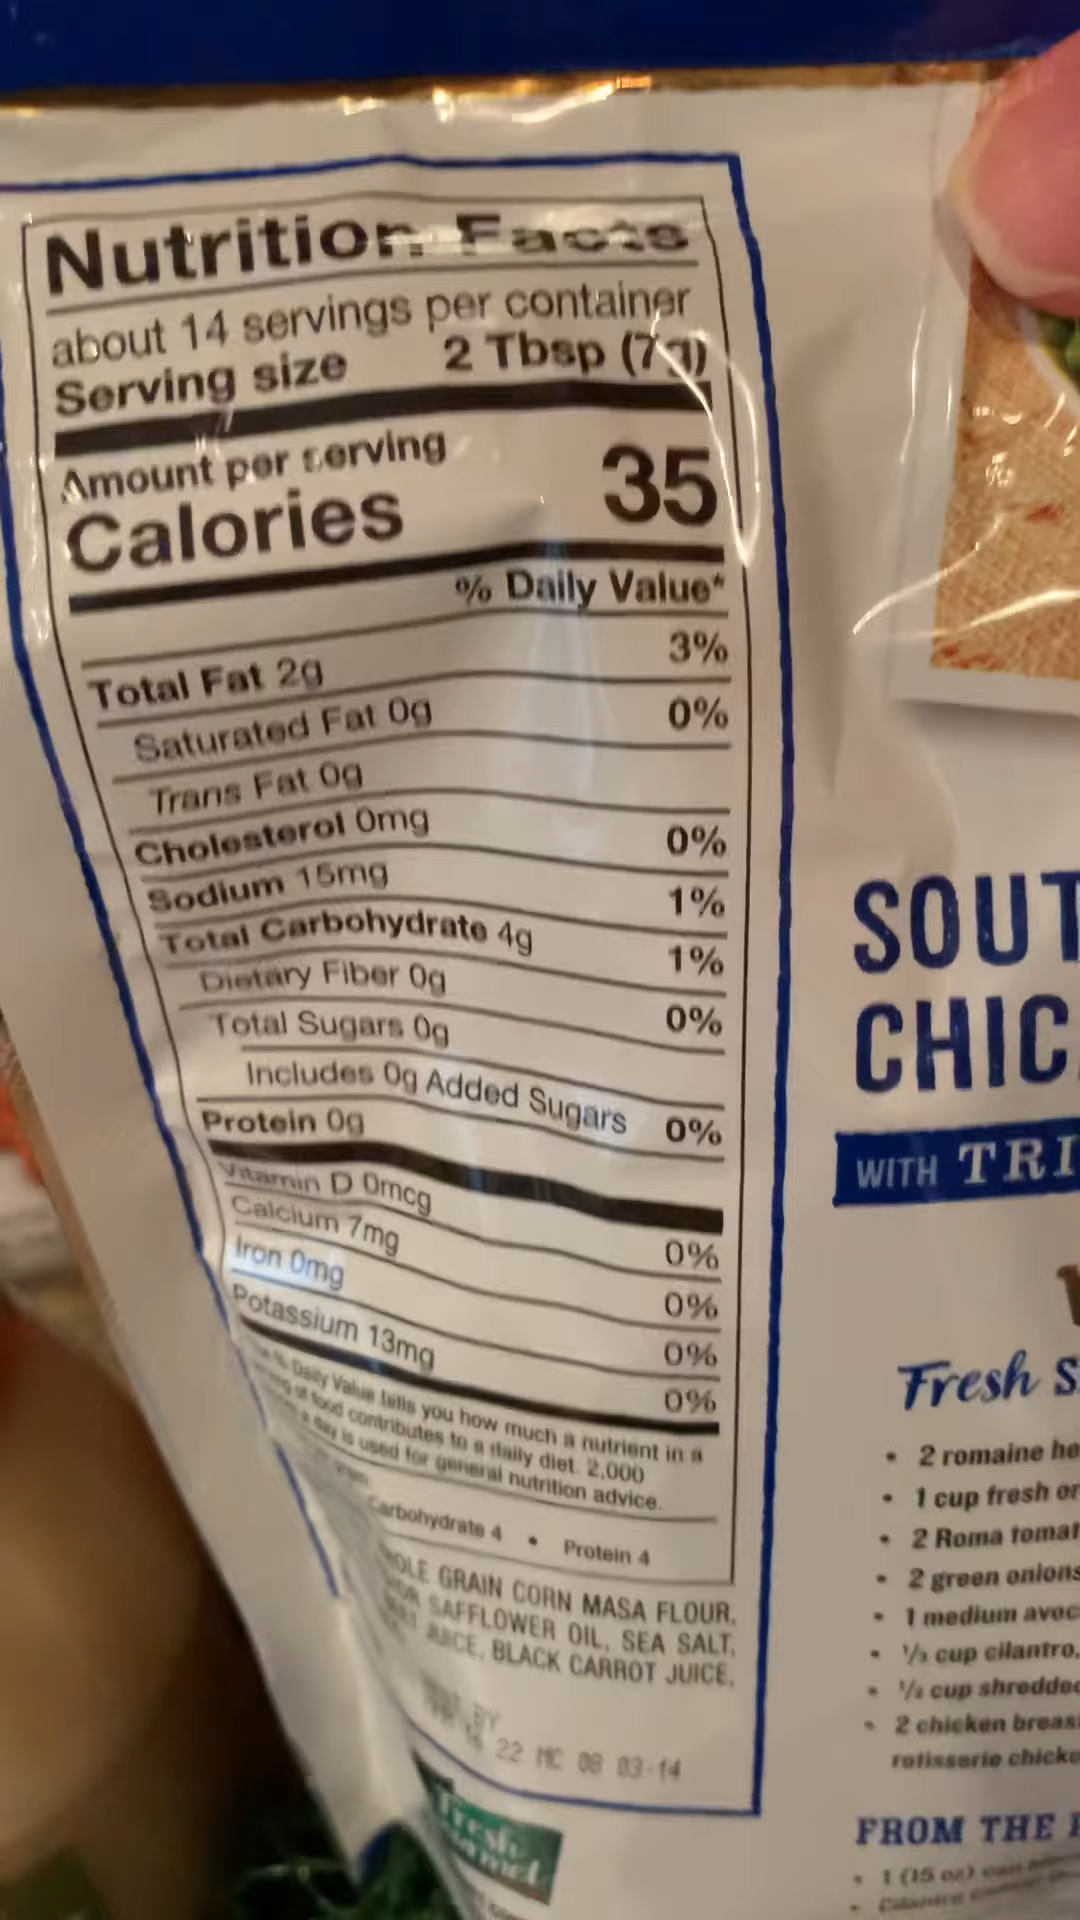 Nutrition Facts
about 14 servings per container
Serving size 2 Tbsp (7g)
Amount per serving
Calories 35
% Daily Value*
Total Fat 2g 3%
Saturated Fat 0g 0%
Trans Fat 0g
Cholesterol 0mg 0%
Sodium 15mg 1%
Total Carbohydrate 4g 1%
Dietary Fiber 0g 0%
Total Sugars 0g
Includes 0g Added Sugars 0%
Protein 0g
Vitamin D 0mcg 0%
Calcium 7mg 0%
Iron 0mg 0%
Potassium 13mg 0%
% Daily Value tells you how much a nutrient in a
of food contributes to a daily diet. 2,000
a day is used for general nutrition advice.
Carbohydrate 4 • Protein 4
GRAIN CORN MASA FLOUR,
SAFFLOWER OIL, SEA SALT,
JUICE, BLACK CARROT JUICE,
BY
22 MC 08 03-14
Fresh
SOUT
CHIC
WITH TRI
Fresh S
• 2 romaine he
• 1 cup fresh or
• 2 Roma tomat
• 2 green onions
• 1 medium avoc
• cup cilantro,
• cup shredded
• 2 chicken breas
rotisserie chicke
FROM THE
• 1 (15 oz) can
• Cilantro